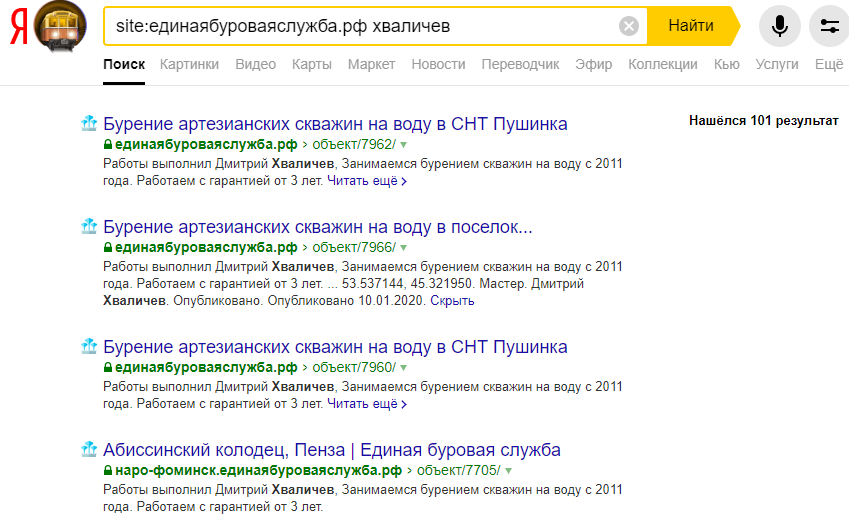 Я
site:единаябуроваяслужба.рф хваличев
Найти
Поиск Картинки Видео Карты Маркет Новости Переводчик Эфир Коллекции Кью Услуги Ещё
Нашёлся 101 результат
Бурение артезианских скважин на воду в СНТ Пушинка
единаябуроваяслужба.рф › объект/7962/
Работы выполнил Дмитрий Хваличев, Занимаемся бурением скважин на воду с 2011
года. Работаем с гарантией от 3 лет. Читать ещё ›
Бурение артезианских скважин на воду в поселок...
единаябуроваяслужба.рф › объект/7966/
Работы выполнил Дмитрий Хваличев, Занимаемся бурением скважин на воду с 2011
года. Работаем с гарантией от 3 лет. ... 53.537144, 45.321950. Мастер. Дмитрий
Хваличев. Опубликовано. Опубликовано 10.01.2020. Скрыть
Бурение артезианских скважин на воду в СНТ Пушинка
единаябуроваяслужба.рф › объект/7960/
Работы выполнил Дмитрий Хваличев, Занимаемся бурением скважин на воду с 2011
года. Работаем с гарантией от 3 лет. Читать ещё ›
Абиссинский колодец, Пенза | Единая буровая служба
наро-фоминск.единаябуроваяслужба.рф › объект/7705/
Работы выполнил Дмитрий Хваличев, Занимаемся бурением скважин на воду с 2011
года. Работаем с гарантией от 3 лет.